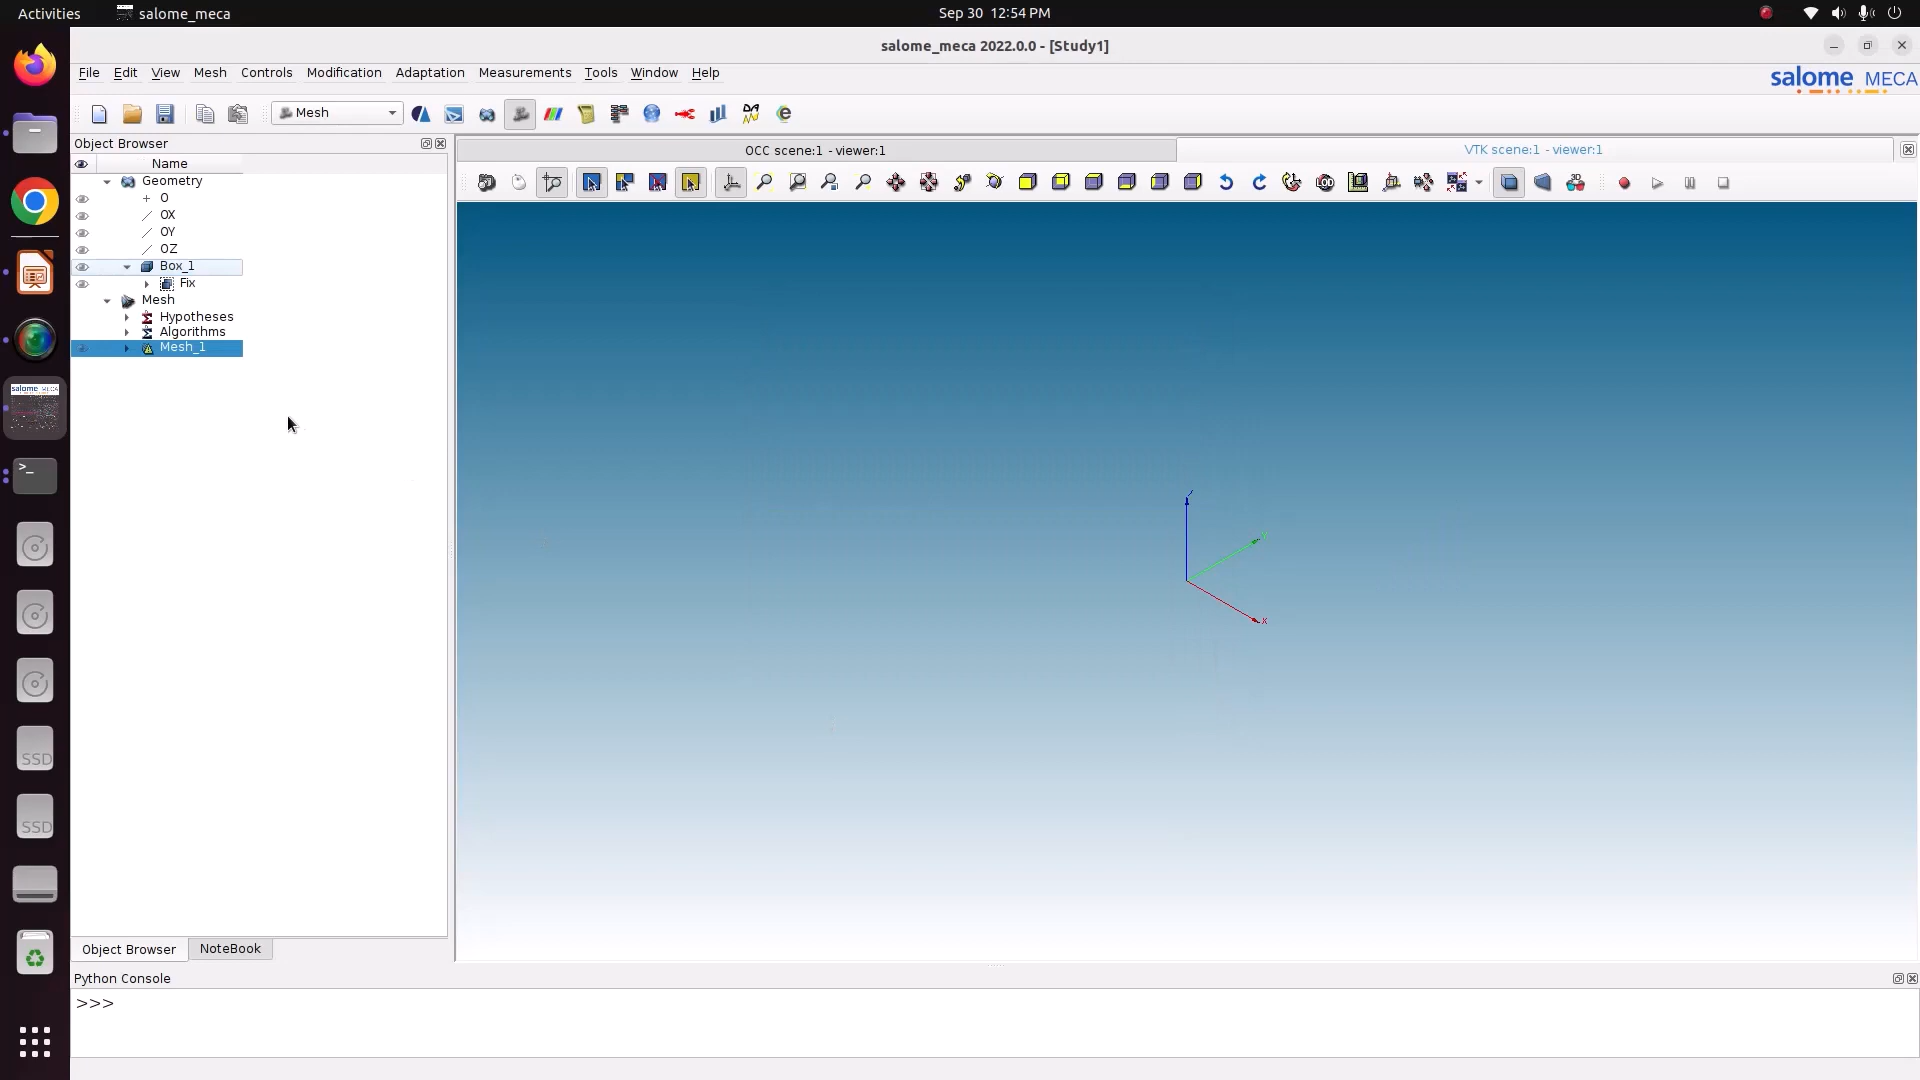 Activities
salome_meca
Sep 30 12:54 PM
salome_meca 2022.0.0 - [Study1]
File Edit View Mesh Controls Modification Adaptation Measurements Tools Window Help
salome MECA
Mesh
Object Browser
OCC scene:1 - viewer:1
VTK scene:1 - viewer:1
Name
Geometry
O
OX
OY
OZ
Box_1
Fix
Mesh
Hypotheses
Algorithms
Mesh_1
LOD
3D
SSD
SSD
Z
Y
X
Object Browser
NoteBook
Python Console
>>>